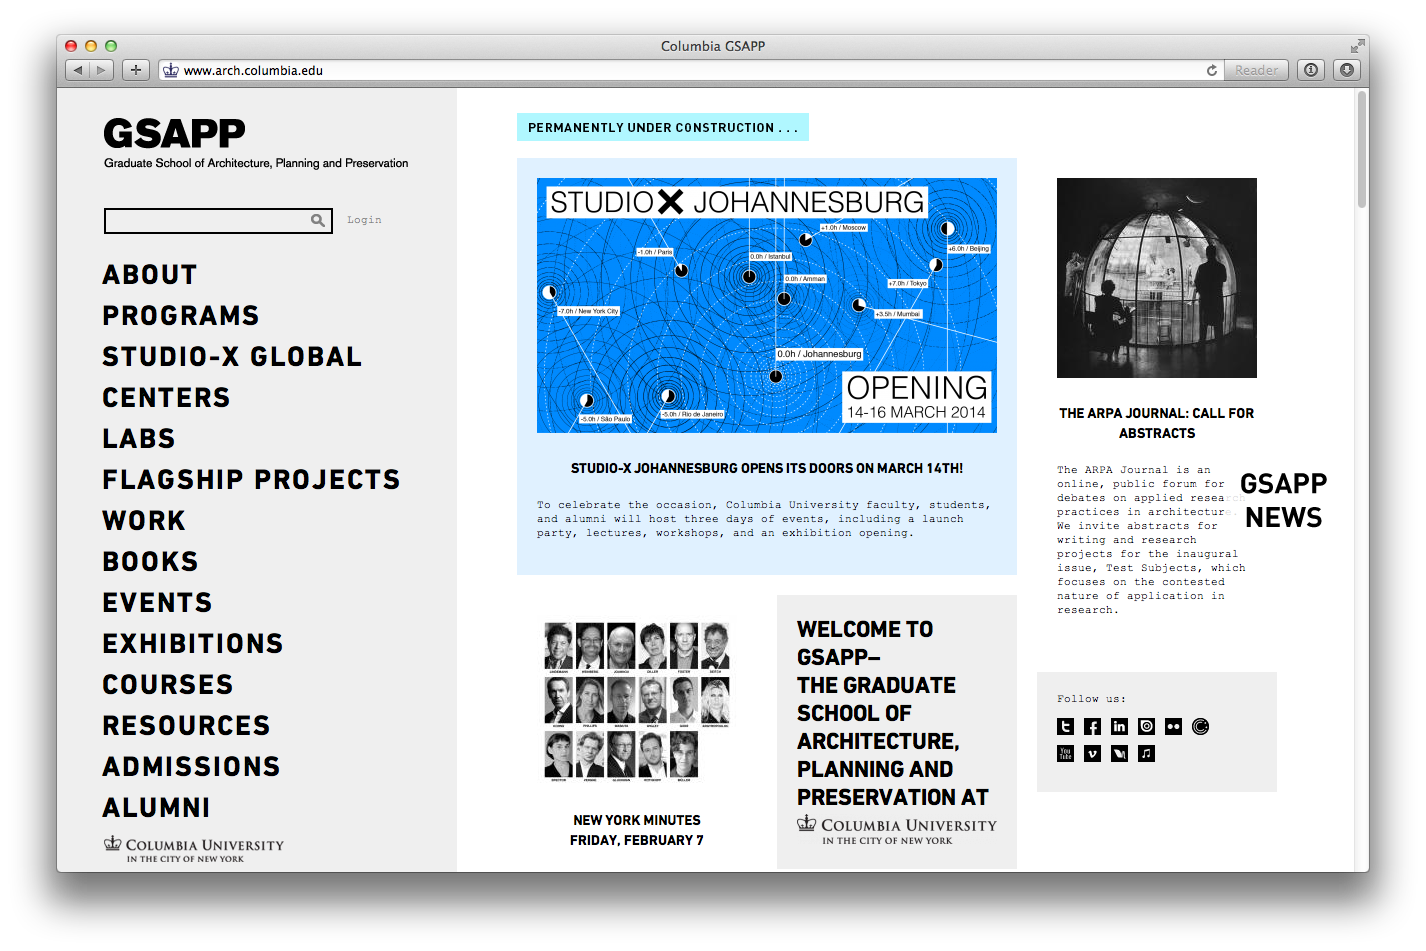 Columbia GSAPP
www.arch.columbia.edu
Reader
GSAPP
Graduate School of Architecture, Planning and Preservation
Login
ABOUT
PROGRAMS
STUDIO-X GLOBAL
CENTERS
LABS
FLAGSHIP PROJECTS
WORK
BOOKS
EVENTS
EXHIBITIONS
COURSES
RESOURCES
ADMISSIONS
ALUMNI
COLUMBIA UNIVERSITY
IN THE CITY OF NEW YORK
PERMANENTLY UNDER CONSTRUCTION . . .
STUDIO X JOHANNESBURG
+1.0h / Moscow
+6.0h / Beijing
-1.0h / Paris
0.0h / Istanbul
0.0h / Amman
+7.0h / Tokyo
-7.0h / New York City
+3.5h / Mumbai
0.0h / Johannesburg
-5.0h / São Paulo
-5.0h / Rio de Janeiro
OPENING
14-16 MARCH 2014
STUDIO-X JOHANNESBURG OPENS ITS DOORS ON MARCH 14TH!
To celebrate the occasion, Columbia University faculty, students,
and alumni will host three days of events, including a launch
party, lectures, workshops, and an exhibition opening.
NEW YORK MINUTES
FRIDAY, FEBRUARY 7
WELCOME TO
GSAPP–
THE GRADUATE
SCHOOL OF
ARCHITECTURE,
PLANNING AND
PRESERVATION AT
COLUMBIA UNIVERSITY
IN THE CITY OF NEW YORK
THE ARPA JOURNAL: CALL FOR
ABSTRACTS
The ARPA Journal is an
online, public forum for
debates on applied research
practices in architecture.
We invite abstracts for
writing and research
projects for the inaugural
issue, Test Subjects, which
focuses on the contested
nature of application in
research.
GSAPP
NEWS
Follow us:
You
Tube